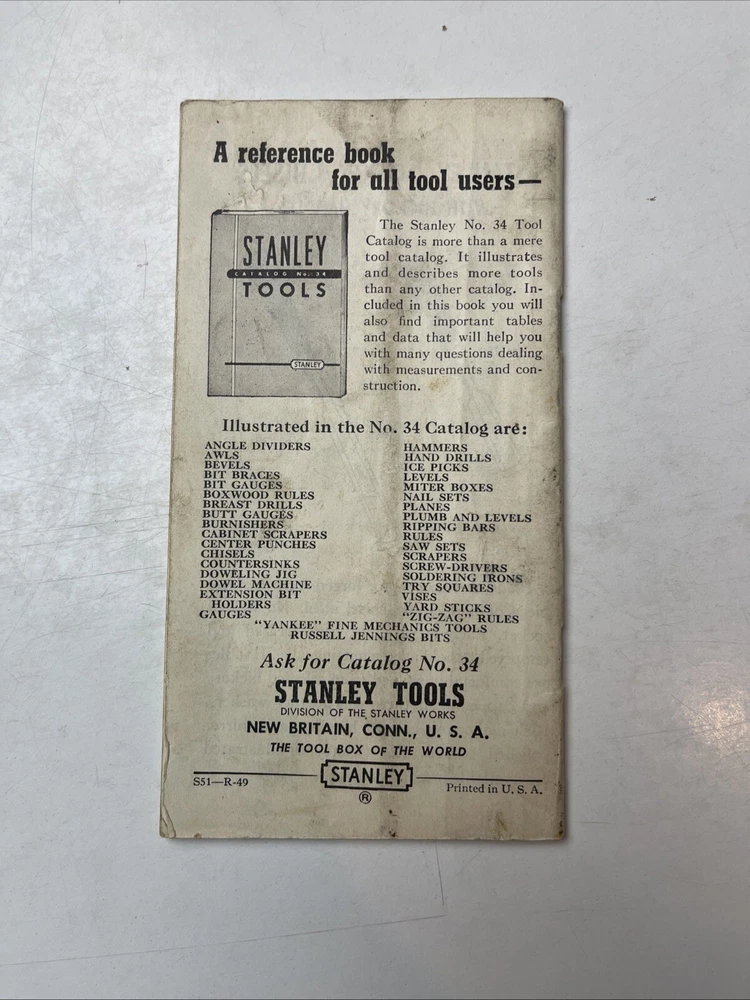 A reference book
for all tool users—
STANLEY
CATALOG No. 34
TOOLS
STANLEY
The Stanley No. 34 Tool
Catalog is more than a mere
tool catalog. It illustrates
and describes more tools
than any other catalog. In-
cluded in this book you will
also find important tables
and data that will help you
with many questions dealing
with measurements and con-
struction.
Illustrated in the No. 34 Catalog are:
ANGLE DIVIDERS
AWLS
BEVELS
BIT BRACES
BIT GAUGES
BOXWOOD RULES
BREAST DRILLS
BUTT GAUGES
BURNISHERS
CABINET SCRAPERS
CENTER PUNCHES
CHISELS
COUNTERSINKS
DOWELING JIG
DOWEL MACHINE
EXTENSION BIT
HOLDERS
GAUGES
HAMMERS
HAND DRILLS
ICE PICKS
LEVELS
MITER BOXES
NAIL SETS
PLANES
PLUMB AND LEVELS
RIPPING BARS
RULES
SAW SETS
SCRAPERS
SCREW-DRIVERS
SOLDERING IRONS
TRY SQUARES
VISES
YARD STICKS
"ZIG-ZAG" RULES
"YANKEE" FINE MECHANICS TOOLS
RUSSELL JENNINGS BITS
Ask for Catalog No. 34
STANLEY TOOLS
DIVISION OF THE STANLEY WORKS
NEW BRITAIN, CONN., U. S. A.
THE TOOL BOX OF THE WORLD
STANLEY
®
S51—R-49
Printed in U. S. A.